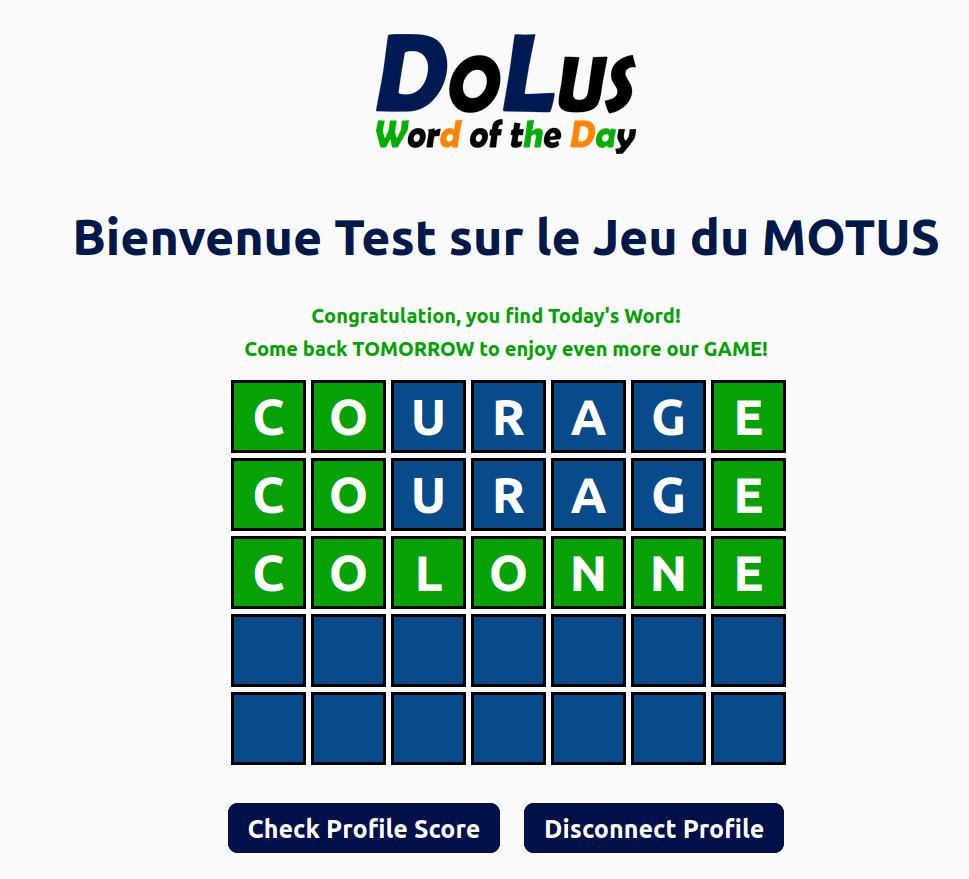 DoLus
Word of the Day
Bienvenue Test sur le Jeu du MOTUS
Congratulation, you find Today's Word!
Come back TOMORROW to enjoy even more our GAME!
C O U R A G E
C O U R A G E
C O L O N N E
Check Profile Score Disconnect Profile